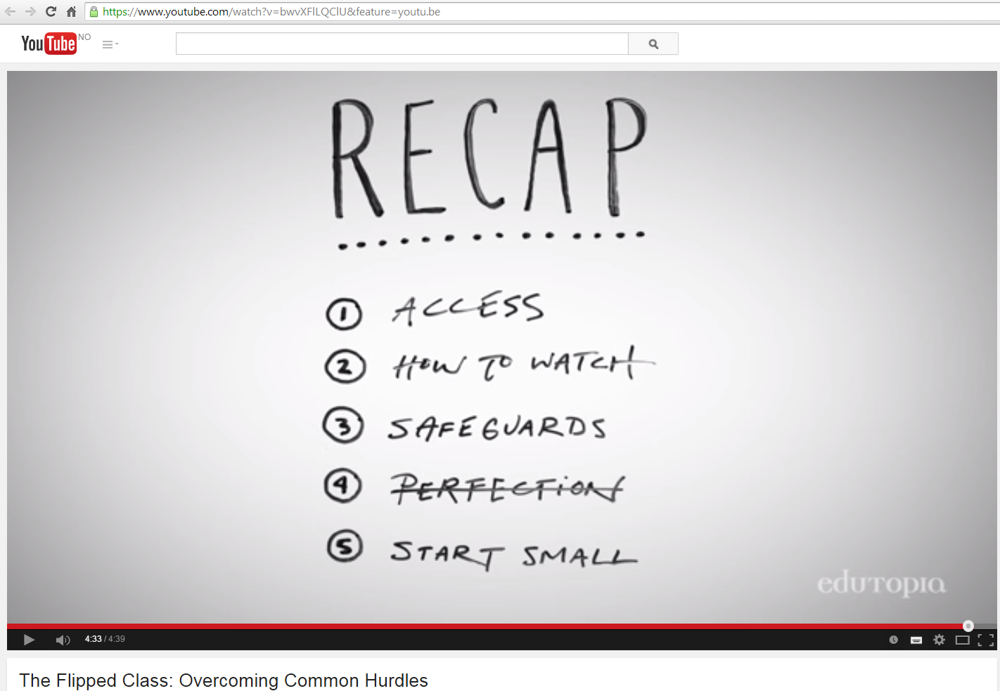 https://www.youtube.com/watch?v=bwvXFlLQClU&feature=youtu.be
YouTube NO
RECAP
1 ACCESS
2 HOW TO WATCH
3 SAFEGUARDS
4 PERFECTION
5 START SMALL
edutopia
4:33 / 4:39
The Flipped Class: Overcoming Common Hurdles